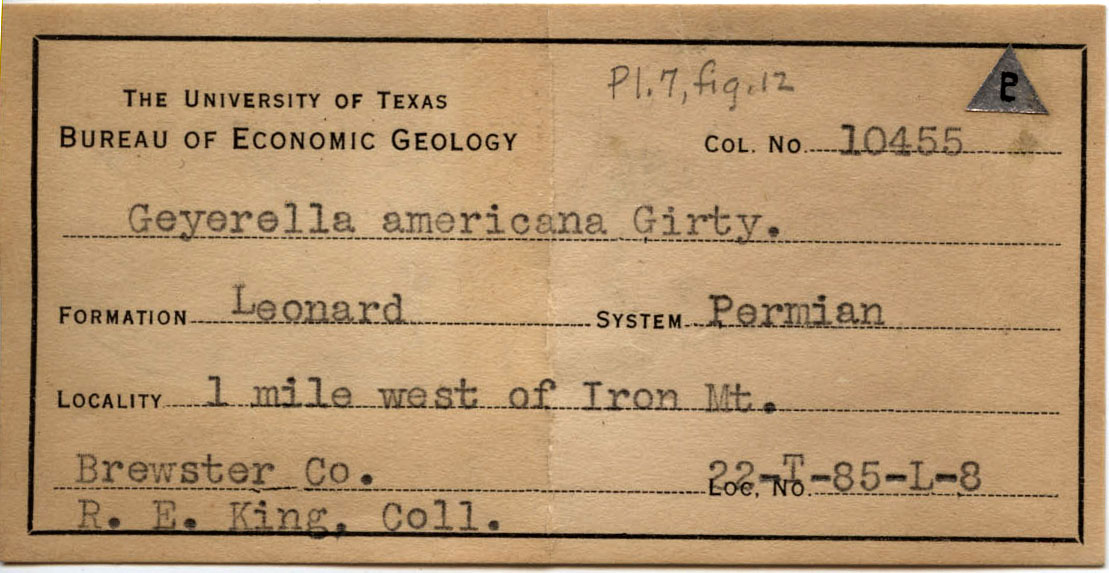 Pl.7, fig.12
P
THE UNIVERSITY OF TEXAS
BUREAU OF ECONOMIC GEOLOGY
COL. NO. 10455
Geyerella americana Girty.
FORMATION Leonard SYSTEM Permian
LOCALITY 1 mile west of Iron Mt.
Brewster Co. LOC. NO. 22-T-85-L-8
R. E. King, Coll.